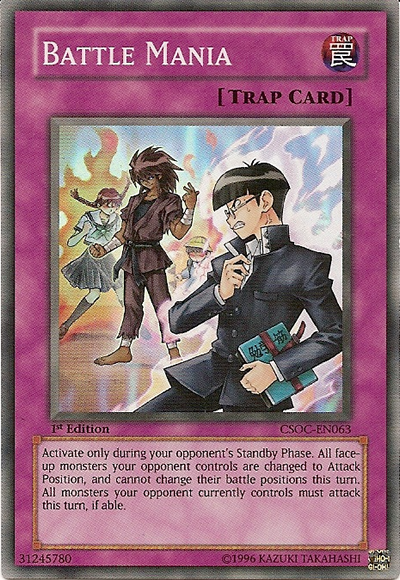 BATTLE MANIA
TRAP
罠
[TRAP CARD]
1st Edition
CSOC-EN063
Activate only during your opponent's Standby Phase. All face-
up monsters your opponent controls are changed to Attack
Position, and cannot change their battle positions this turn.
All monsters your opponent currently controls must attack
this turn, if able.
31245780
©1996 KAZUKI TAKAHASHI